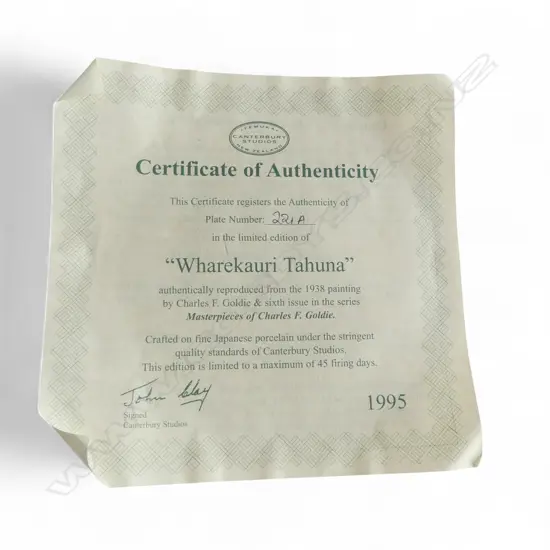 TEMUKA
CANTERBURY
STUDIOS
NEW ZEALAND
Certificate of Authenticity
This Certificate registers the Authenticity of
Plate Number: 221A
in the limited edition of
“Wharekauri Tahuna”
authentically reproduced from the 1938 painting
by Charles F. Goldie & sixth issue in the series
Masterpieces of Charles F. Goldie.
Crafted on fine Japanese porcelain under the stringent
quality standards of Canterbury Studios.
This edition is limited to a maximum of 45 firing days.
John Clay
Signed
Canterbury Studios
1995